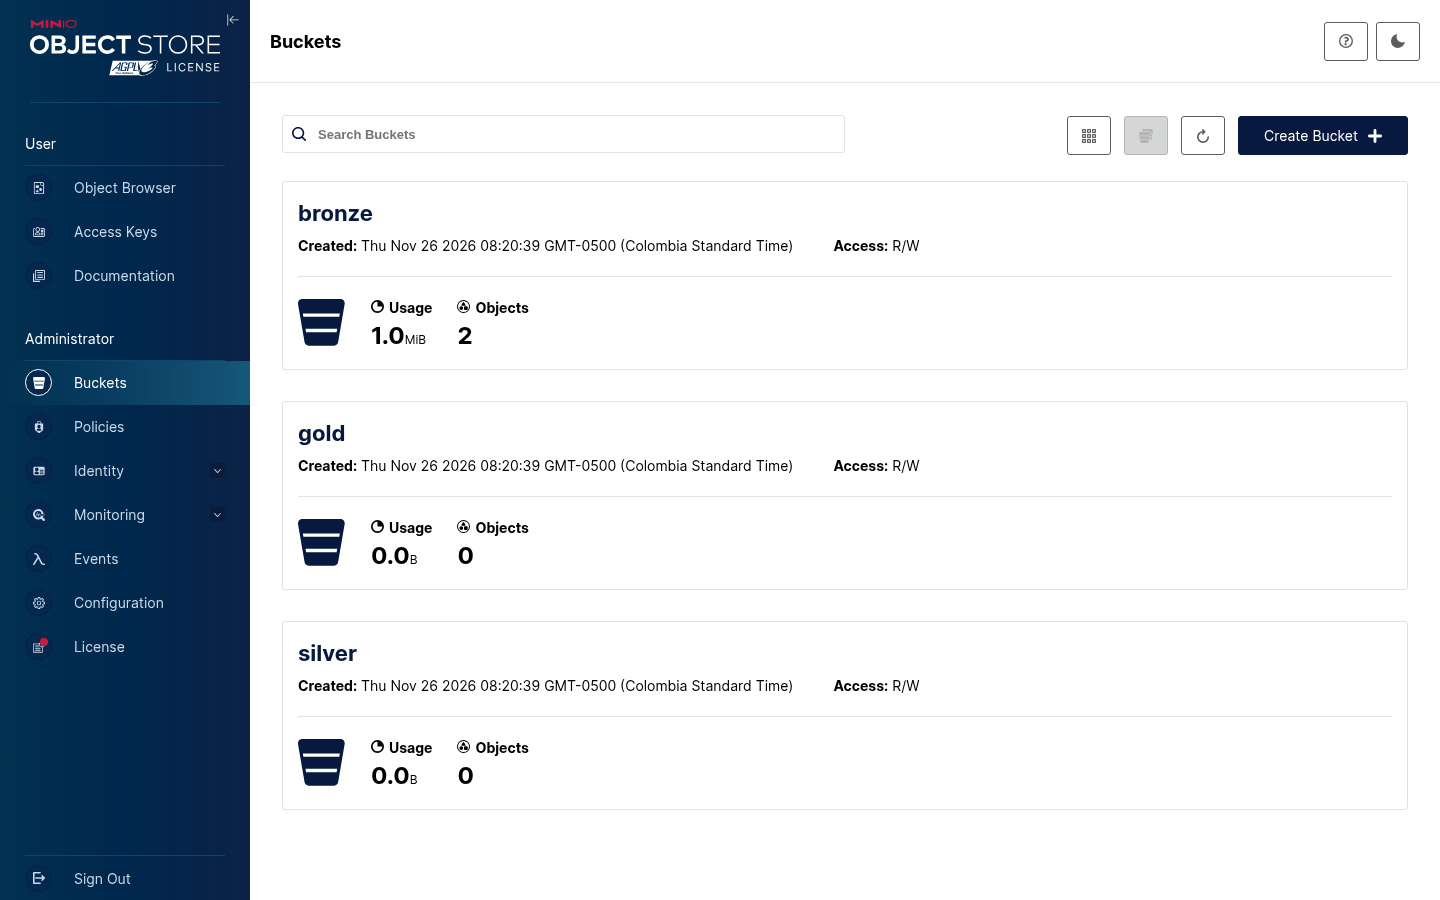 MINIO
OBJECT STORE
AGPLv3 LICENSE
User
Object Browser
Access Keys
Documentation
Administrator
Buckets
Policies
Identity
Monitoring
Events
Configuration
License
Sign Out
Buckets
Search Buckets
Create Bucket
bronze
Created: Thu Nov 26 2026 08:20:39 GMT-0500 (Colombia Standard Time) Access: R/W
Usage Objects
1.0MiB 2
gold
Created: Thu Nov 26 2026 08:20:39 GMT-0500 (Colombia Standard Time) Access: R/W
Usage Objects
0.0B 0
silver
Created: Thu Nov 26 2026 08:20:39 GMT-0500 (Colombia Standard Time) Access: R/W
Usage Objects
0.0B 0